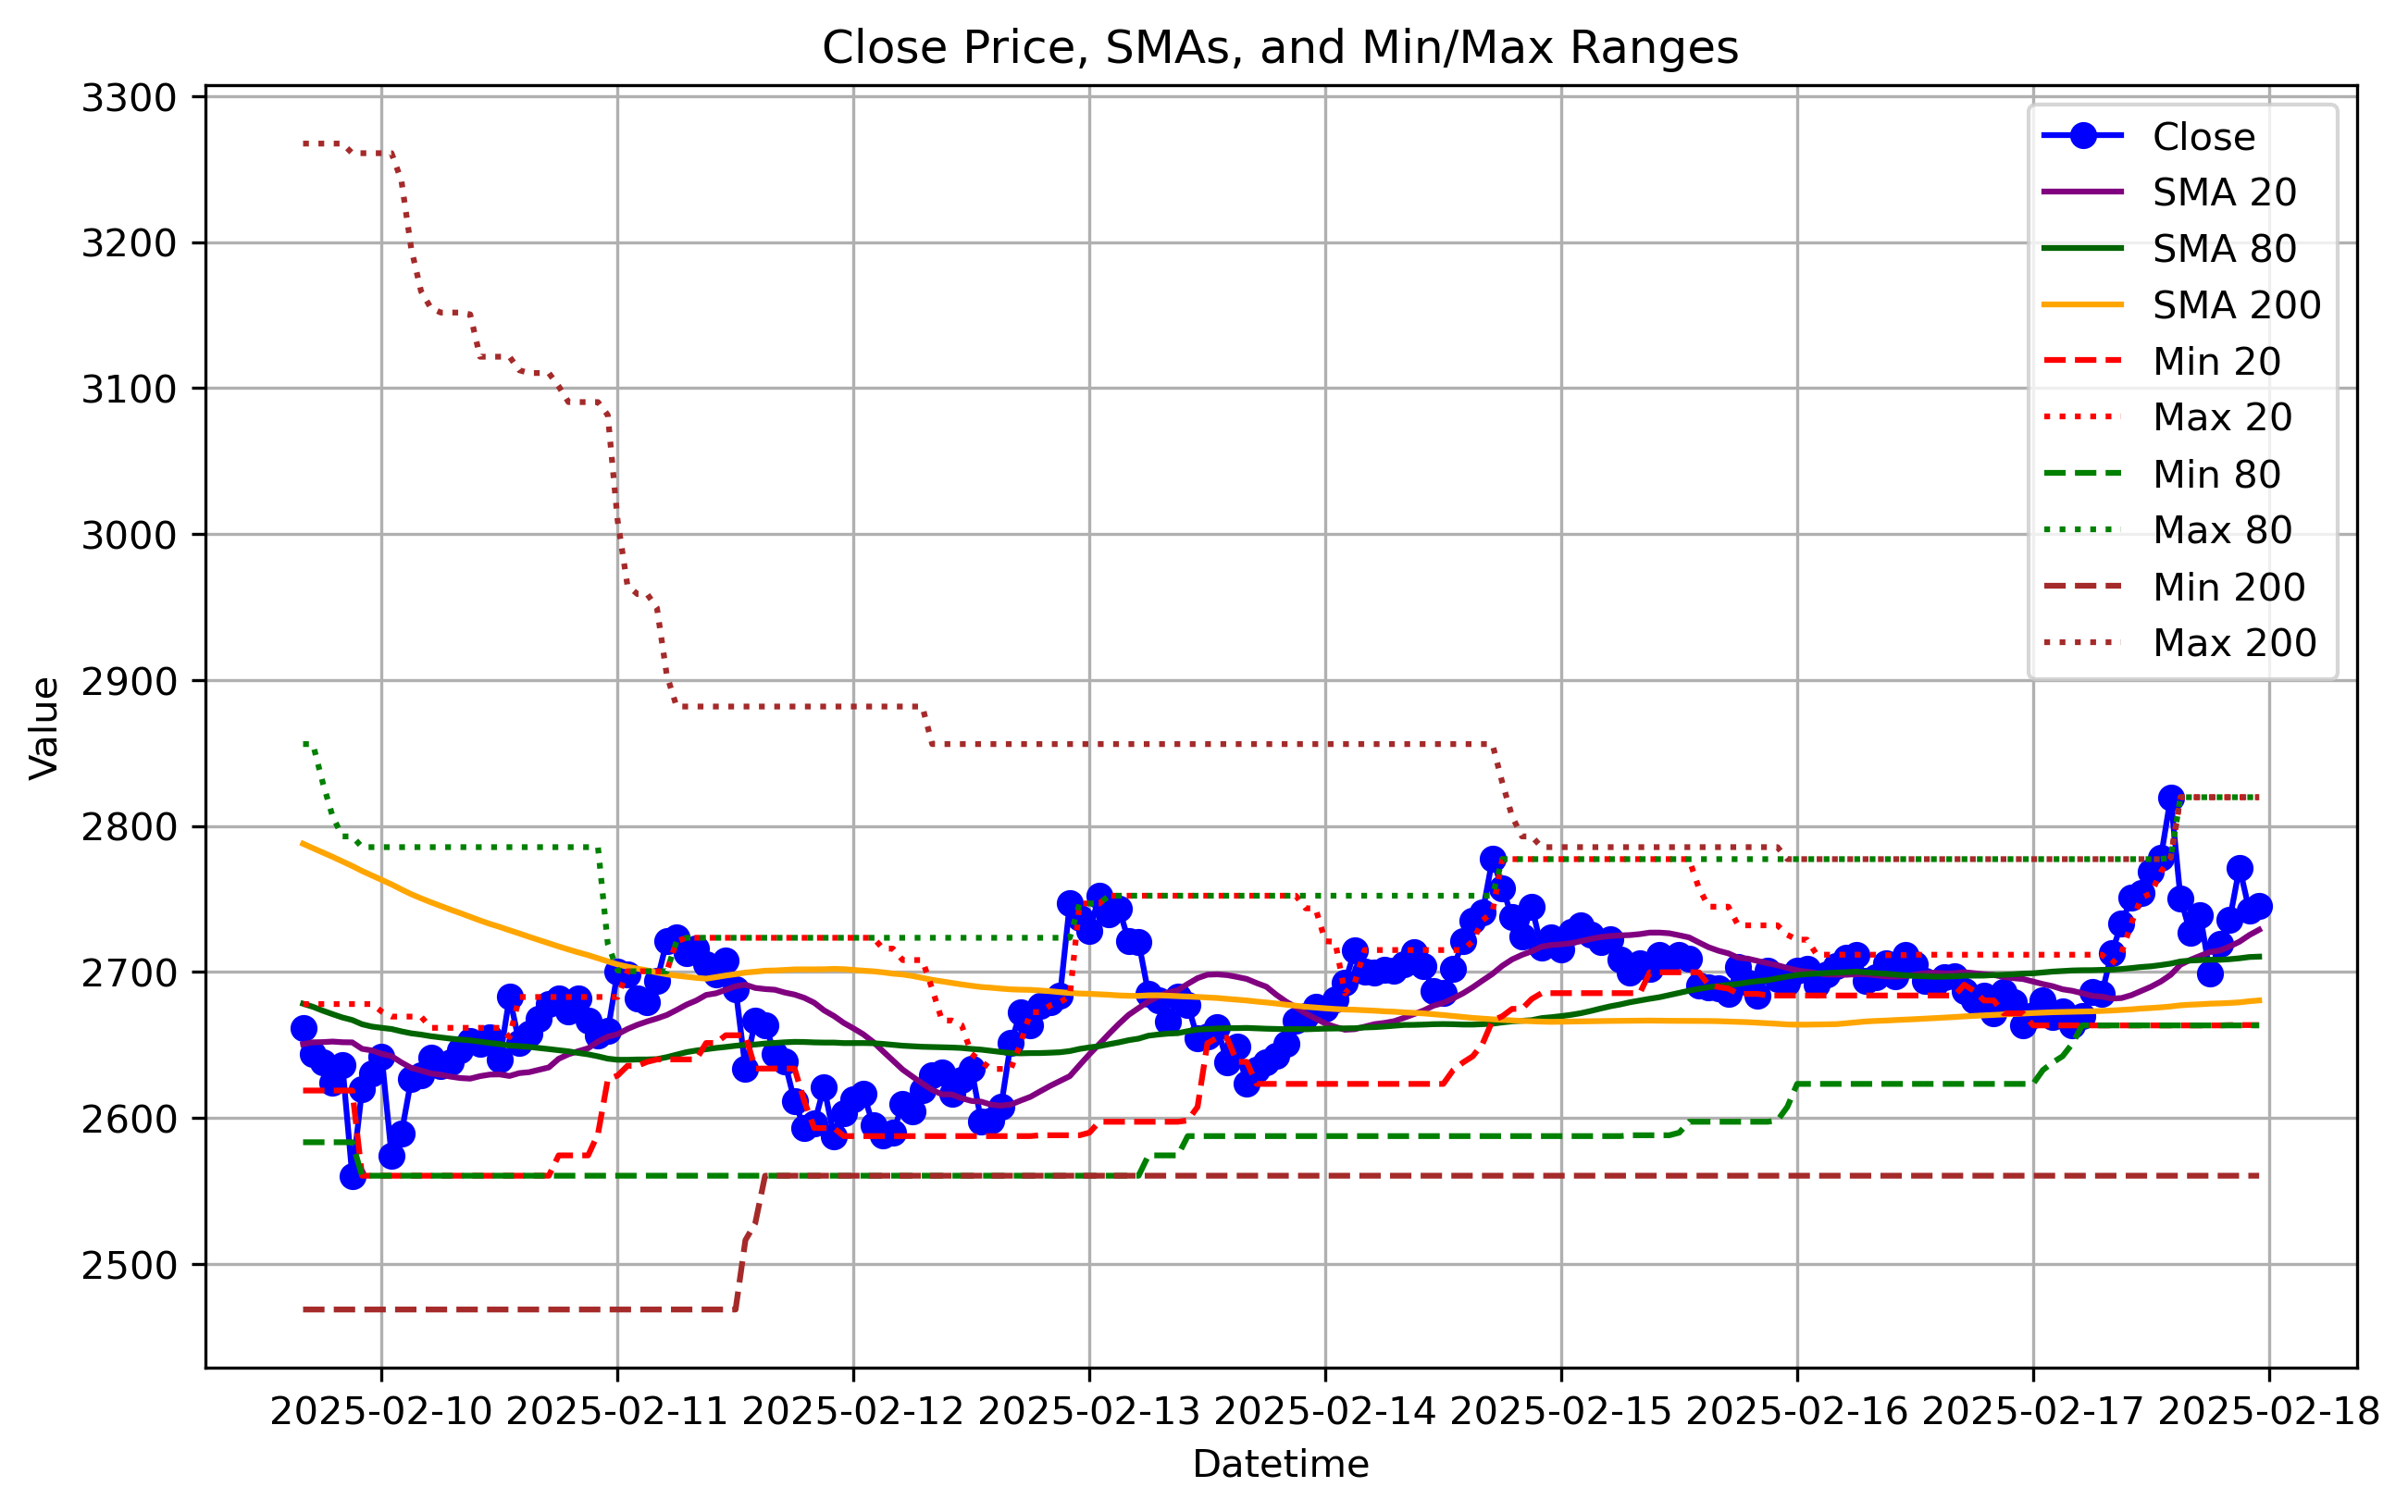 Close Price, SMAs, and Min/Max Ranges
3300
3200
3100
3000
2900
2800
2700
2600
2500
Value
Close
SMA 20
SMA 80
SMA 200
Min 20
Max 20
Min 80
Max 80
Min 200
Max 200
2025-02-10 2025-02-11 2025-02-12 2025-02-13 2025-02-14 2025-02-15 2025-02-16 2025-02-17 2025-02-18
Datetime